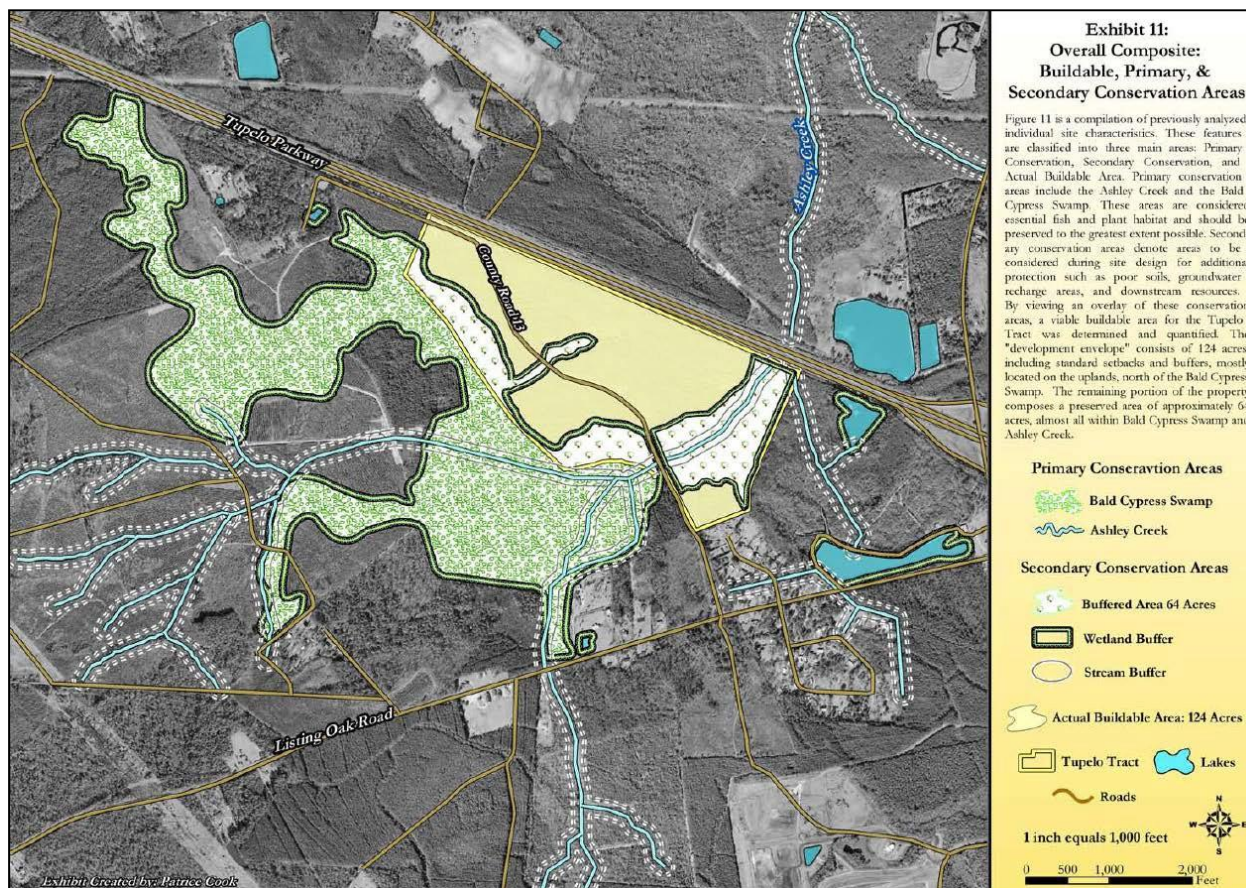 Exhibit 11:
Overall Composite:
Buildable, Primary, &
Secondary Conservation Areas
Figure 11 is a compilation of previously analyzed
individual site characteristics. These features
are classified into three main areas: Primary
Conservation, Secondary Conservation, and
Actual Buildable Area. Primary conservation
areas include the Ashley Creek and the Bald
Cypress Swamp. These areas are considered
essential fish and plant habitat and should be
preserved to the greatest extent possible. Second-
ary conservation areas denote areas to be
considered during site design for additional
protection such as poor soils, groundwater
recharge areas, and downstream resources.
By viewing an overlay of these conservation
areas, a viable buildable area for the Tupelo
Tract was determined and quantified. The
"development envelope" consists of 124 acres
including standard setbacks and buffers, mostly
located on the uplands, north of the Bald Cypress
Swamp. The remaining portion of the property
composes a preserved area of approximately 64
acres, almost all within Bald Cypress Swamp and
Ashley Creek.
Primary Conseravtion Areas
Bald Cypress Swamp
Ashley Creek
Secondary Conservation Areas
Buffered Area 64 Acres
Wetland Buffer
Stream Buffer
Actual Buildable Area: 124 Acres
Tupelo Tract
Lakes
Roads
N
W E
S
1 inch equals 1,000 feet
0 500 1,000 2,000
Feet
Tupelo Parkway
Ashley Creek
County Road 13
Listing Oak Road
Exhibit Created by: Patrice Cook